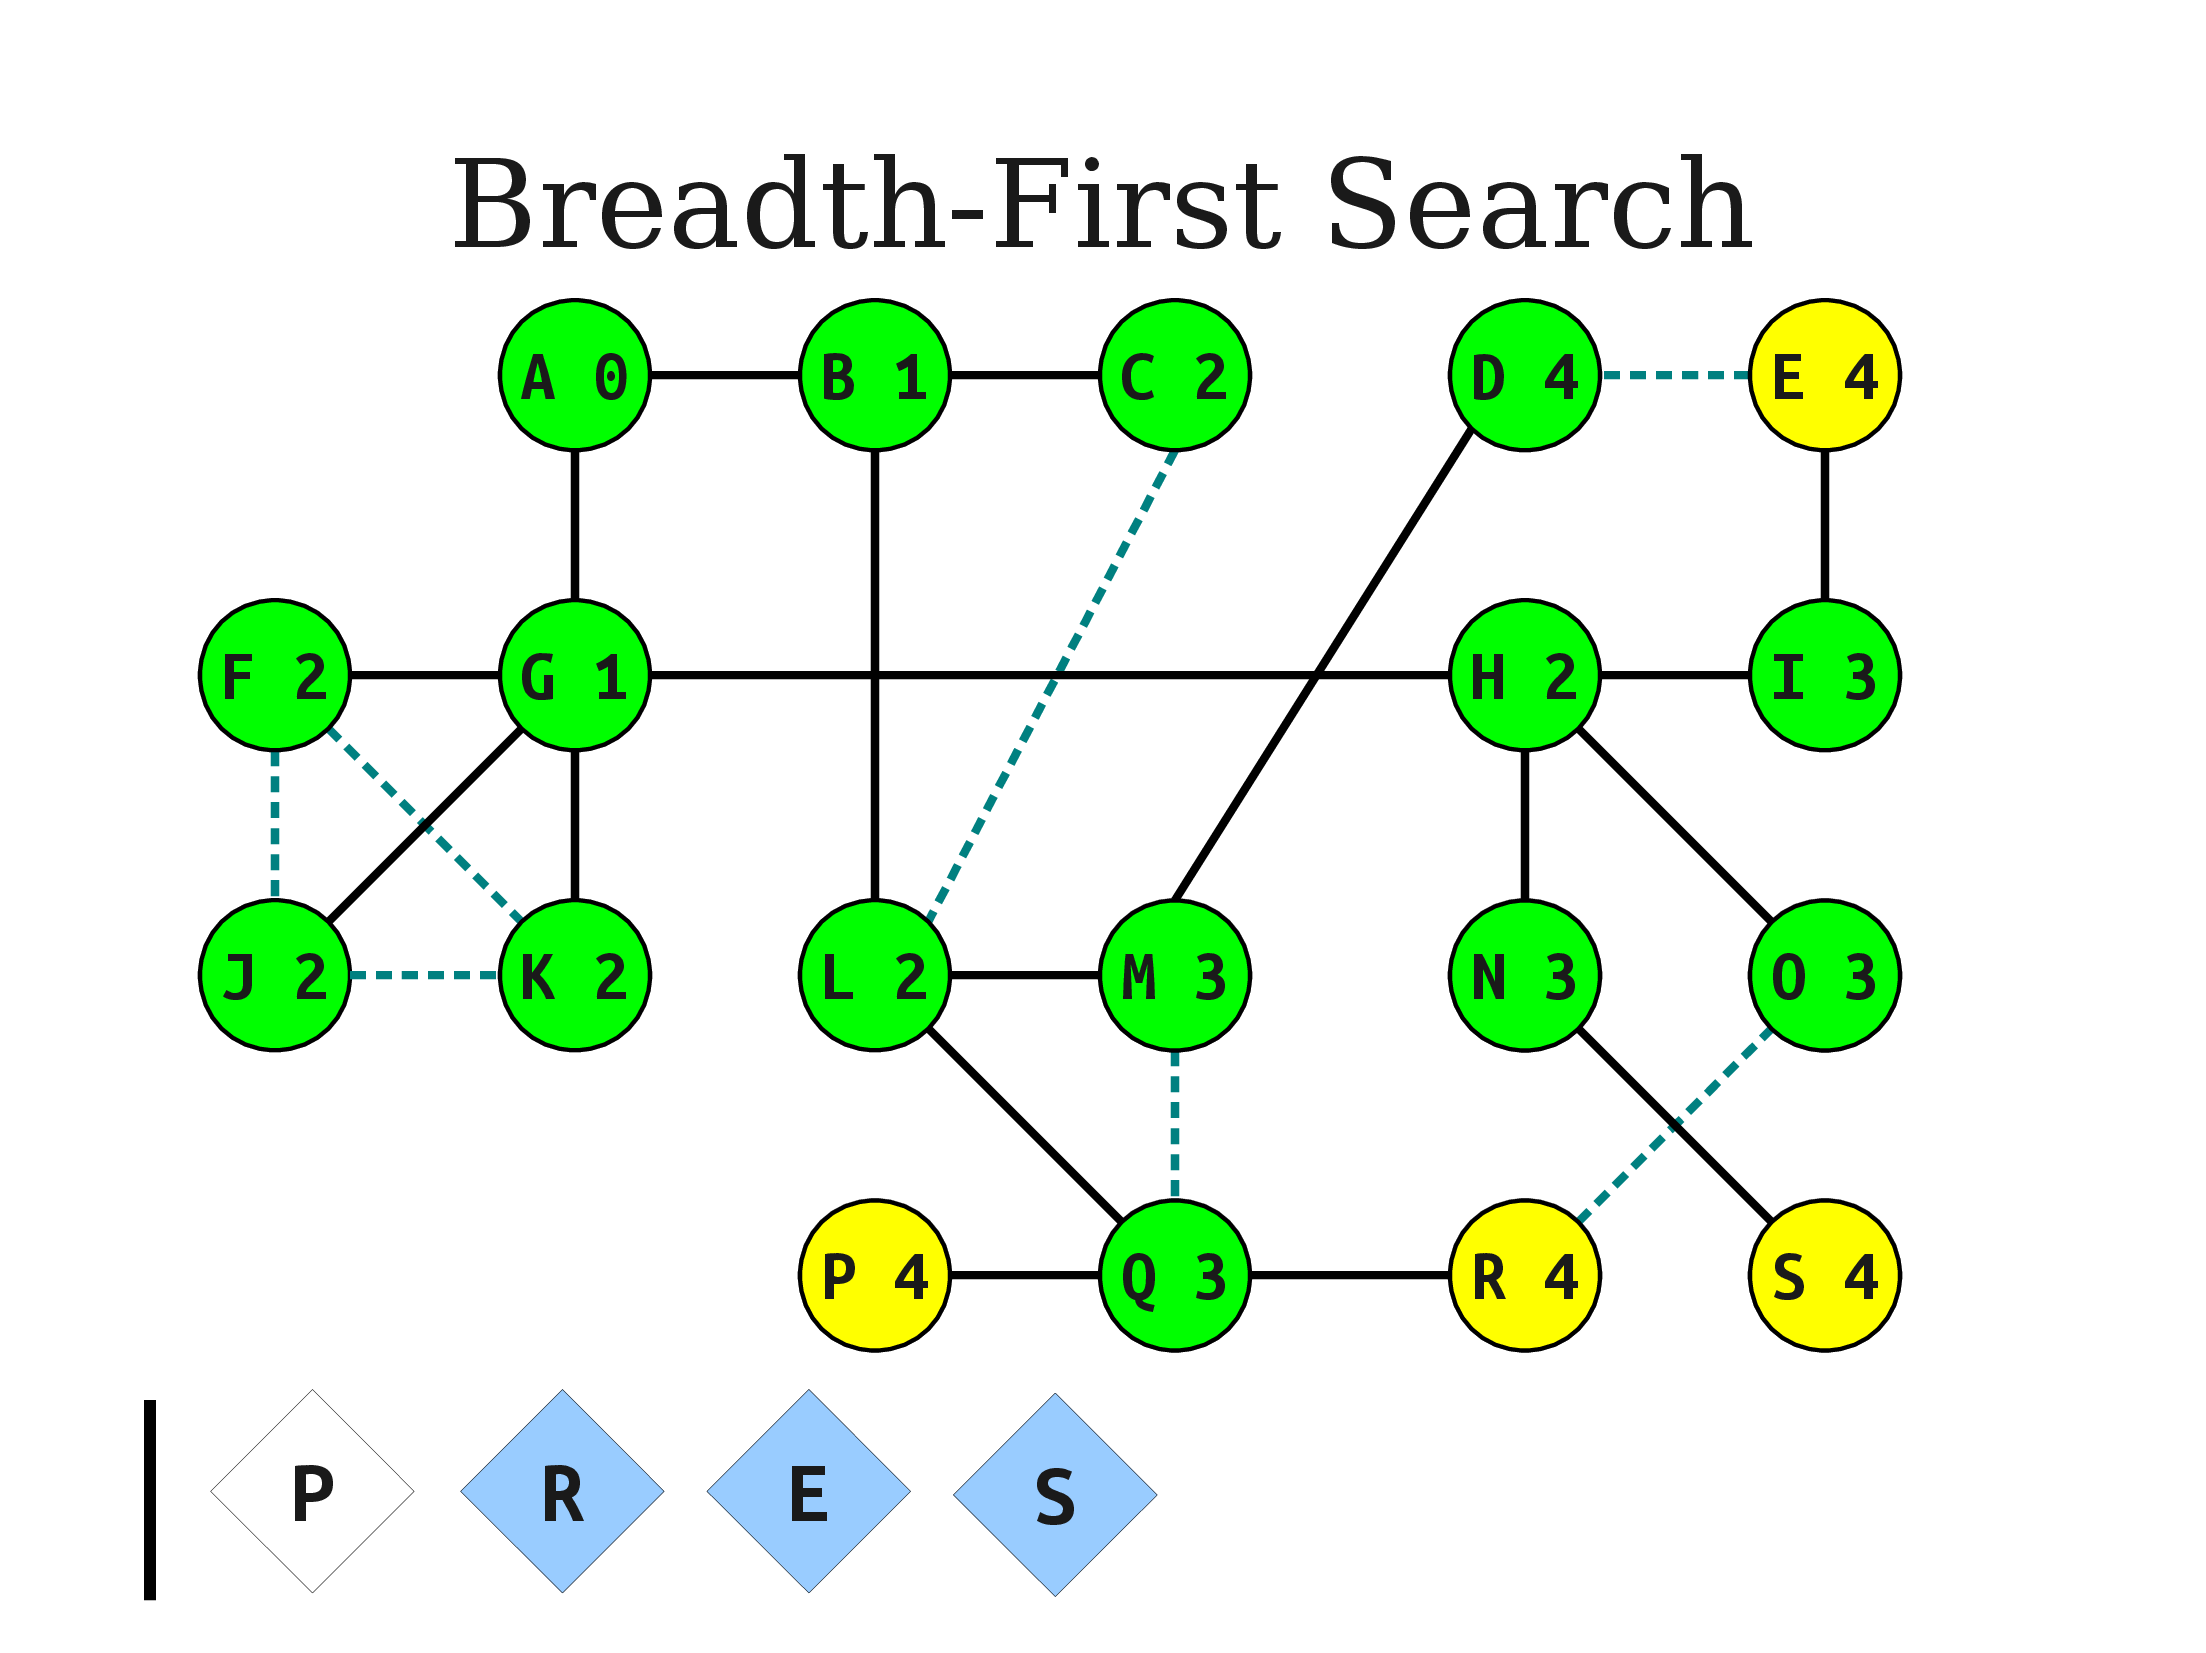 Breadth-First Search
A 0 B 1 C 2 D 4 E 4
F 2 G 1 H 2 I 3
J 2 K 2 L 2 M 3 N 3 O 3
P 4 Q 3 R 4 S 4
P R E S